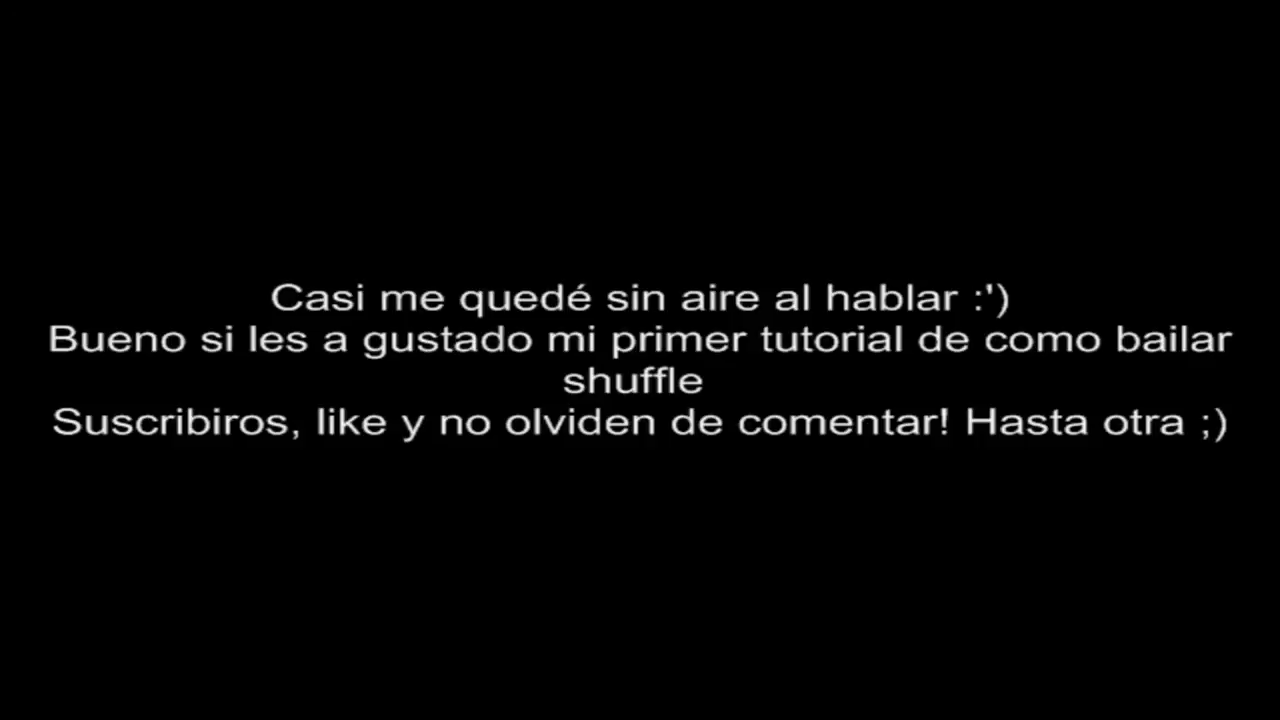 Casi me quedé sin aire al hablar :')
Bueno si les a gustado mi primer tutorial de como bailar
shuffle
Suscribiros, like y no olviden de comentar! Hasta otra ;)